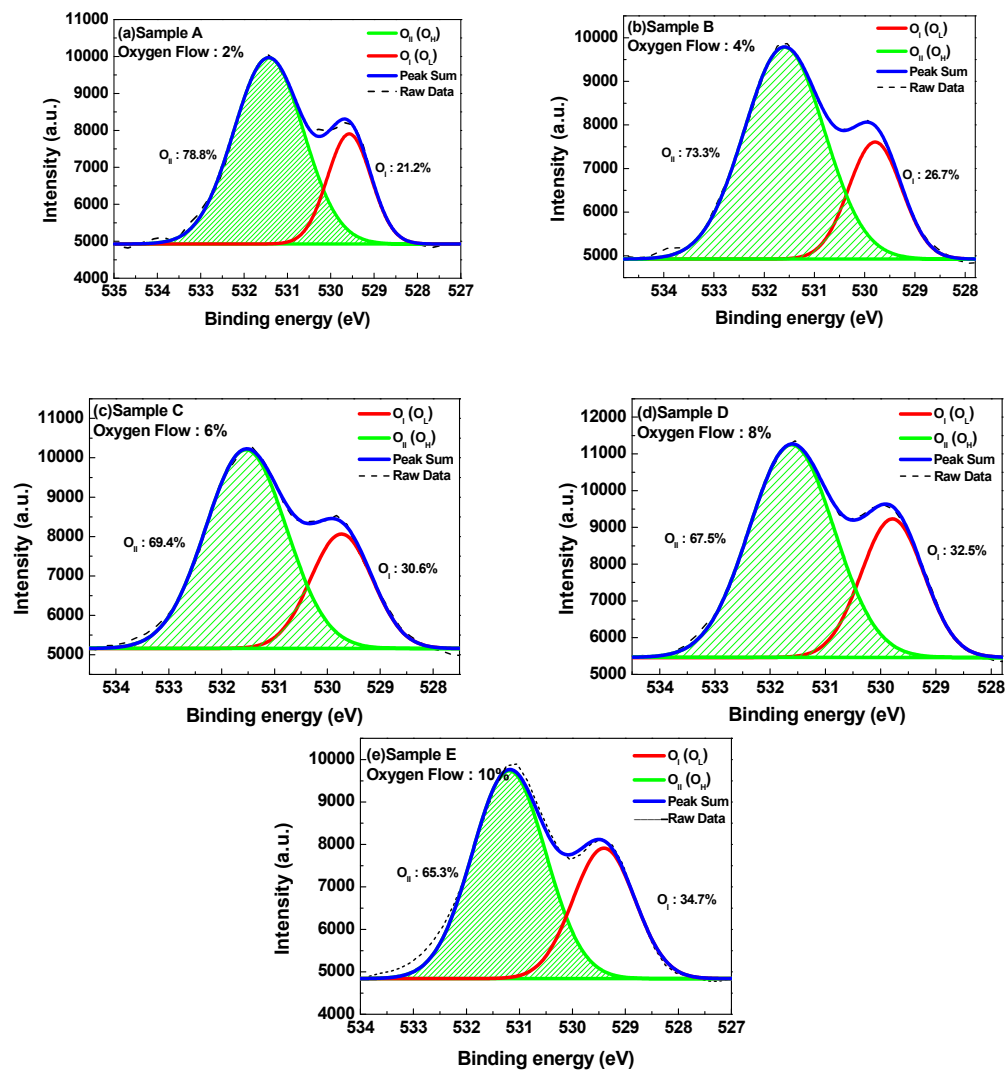 (a)Sample A
Oxygen Flow : 2%
O_II (O_H)
O_I (O_L)
Peak Sum
Raw Data
O_II : 78.8%
O_I : 21.2%
11000
10000
9000
8000
7000
6000
5000
4000
535 534 533 532 531 530 529 528 527
Intensity (a.u.)
Binding energy (eV)
(b)Sample B
Oxygen Flow : 4%
O_I (O_L)
O_II (O_H)
Peak Sum
Raw Data
O_II : 73.3%
O_I : 26.7%
10000
9000
8000
7000
6000
5000
534 533 532 531 530 529 528
Intensity (a.u.)
Binding energy (eV)
(c)Sample C
Oxygen Flow : 6%
O_I (O_L)
O_II (O_H)
Peak Sum
Raw Data
O_II : 69.4%
O_I : 30.6%
11000
10000
9000
8000
7000
6000
5000
534 533 532 531 530 529 528
Intensity (a.u.)
Binding energy (eV)
(d)Sample D
Oxygen Flow : 8%
O_I (O_L)
O_II (O_H)
Peak Sum
Raw Data
O_II : 67.5%
O_I : 32.5%
12000
11000
10000
9000
8000
7000
6000
5000
534 533 532 531 530 529 528
Intensity (a.u.)
Binding energy (eV)
(e)Sample E
Oxygen Flow : 10%
O_I (O_L)
O_II (O_H)
Peak Sum
Raw Data
O_II : 65.3%
O_I : 34.7%
10000
9000
8000
7000
6000
5000
4000
534 533 532 531 530 529 528 527
Intensity (a.u.)
Binding energy (eV)